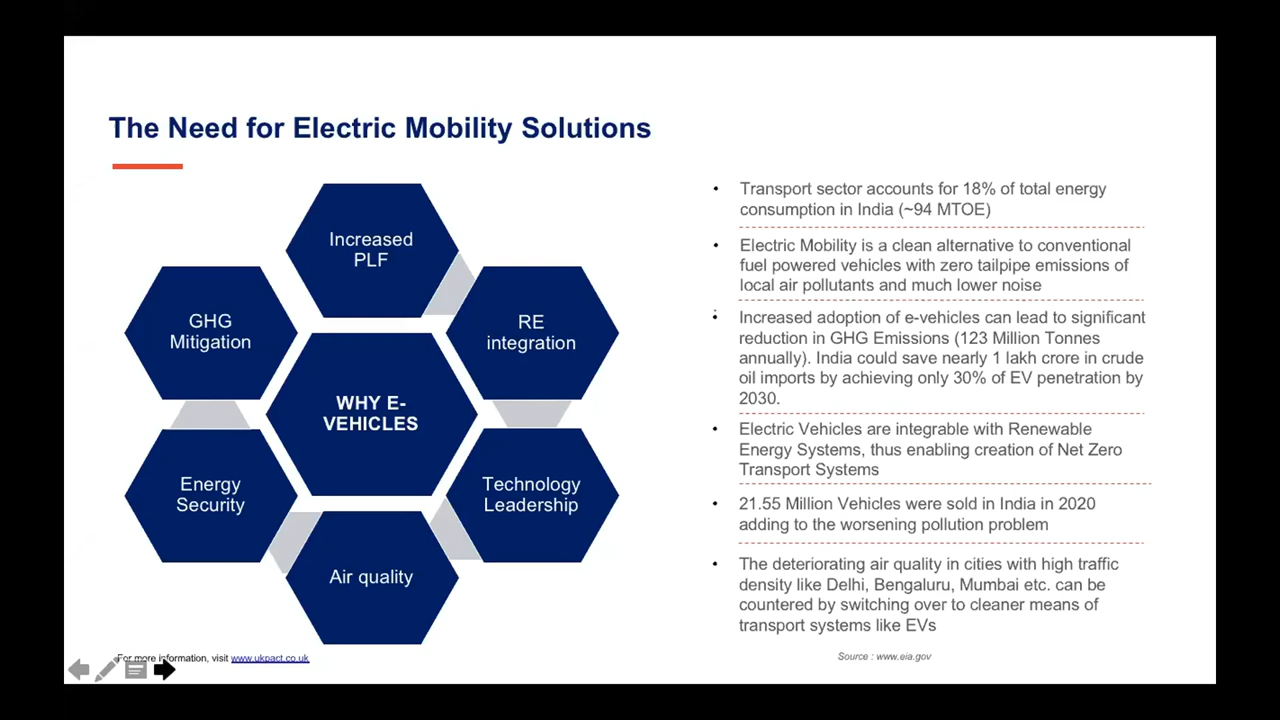 The Need for Electric Mobility Solutions
Increased
PLF
GHG
Mitigation
RE
integration
WHY E-
VEHICLES
Energy
Security
Technology
Leadership
Air quality
• Transport sector accounts for 18% of total energy
consumption in India (~94 MTOE)
• Electric Mobility is a clean alternative to conventional
fuel powered vehicles with zero tailpipe emissions of
local air pollutants and much lower noise
• Increased adoption of e-vehicles can lead to significant
reduction in GHG Emissions (123 Million Tonnes
annually). India could save nearly 1 lakh crore in crude
oil imports by achieving only 30% of EV penetration by
2030.
• Electric Vehicles are integrable with Renewable
Energy Systems, thus enabling creation of Net Zero
Transport Systems
• 21.55 Million Vehicles were sold in India in 2020
adding to the worsening pollution problem
• The deteriorating air quality in cities with high traffic
density like Delhi, Bengaluru, Mumbai etc. can be
countered by switching over to cleaner means of
transport systems like EVs
For more information, visit www.ukpact.co.uk
Source : www.eia.gov